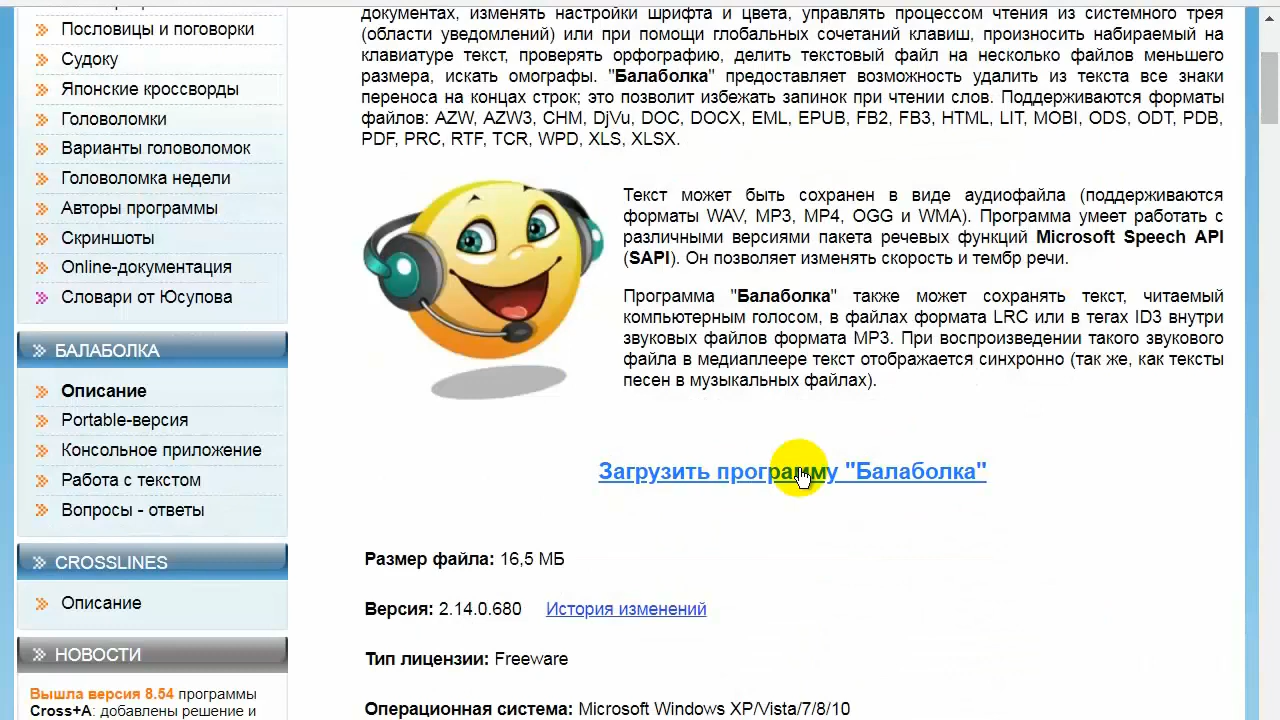 Пословицы и поговорки
Судоку
Японские кроссворды
Головоломки
Варианты головоломок
Головоломка недели
Авторы программы
Скриншоты
Online-документация
Словари от Юсупова
БАЛАБОЛКА
Описание
Portable-версия
Консольное приложение
Работа с текстом
Вопросы - ответы
CROSSLINES
Описание
НОВОСТИ
Вышла версия 8.54 программы
Cross+A: добавлены решение и
документах, изменять настройки шрифта и цвета, управлять процессом чтения из системного трея
(области уведомлений) или при помощи глобальных сочетаний клавиш, произносить набираемый на
клавиатуре текст, проверять орфографию, делить текстовый файл на несколько файлов меньшего
размера, искать омографы. "Балаболка" предоставляет возможность удалить из текста все знаки
переноса на концах строк; это позволит избежать запинок при чтении слов. Поддерживаются форматы
файлов: AZW, AZW3, CHM, DjVu, DOC, DOCX, EML, EPUB, FB2, FB3, HTML, LIT, MOBI, ODS, ODT, PDB,
PDF, PRC, RTF, TCR, WPD, XLS, XLSX.
Текст может быть сохранен в виде аудиофайла (поддерживаются
форматы WAV, MP3, MP4, OGG и WMA). Программа умеет работать с
различными версиями пакета речевых функций Microsoft Speech API
(SAPI). Он позволяет изменять скорость и тембр речи.
Программа "Балаболка" также может сохранять текст, читаемый
компьютерным голосом, в файлах формата LRC или в тегах ID3 внутри
звуковых файлов формата MP3. При воспроизведении такого звукового
файла в медиаплеере текст отображается синхронно (так же, как тексты
песен в музыкальных файлах).
Загрузить программу "Балаболка"
Размер файла: 16,5 МБ
Версия: 2.14.0.680 История изменений
Тип лицензии: Freeware
Операционная система: Microsoft Windows XP/Vista/7/8/10